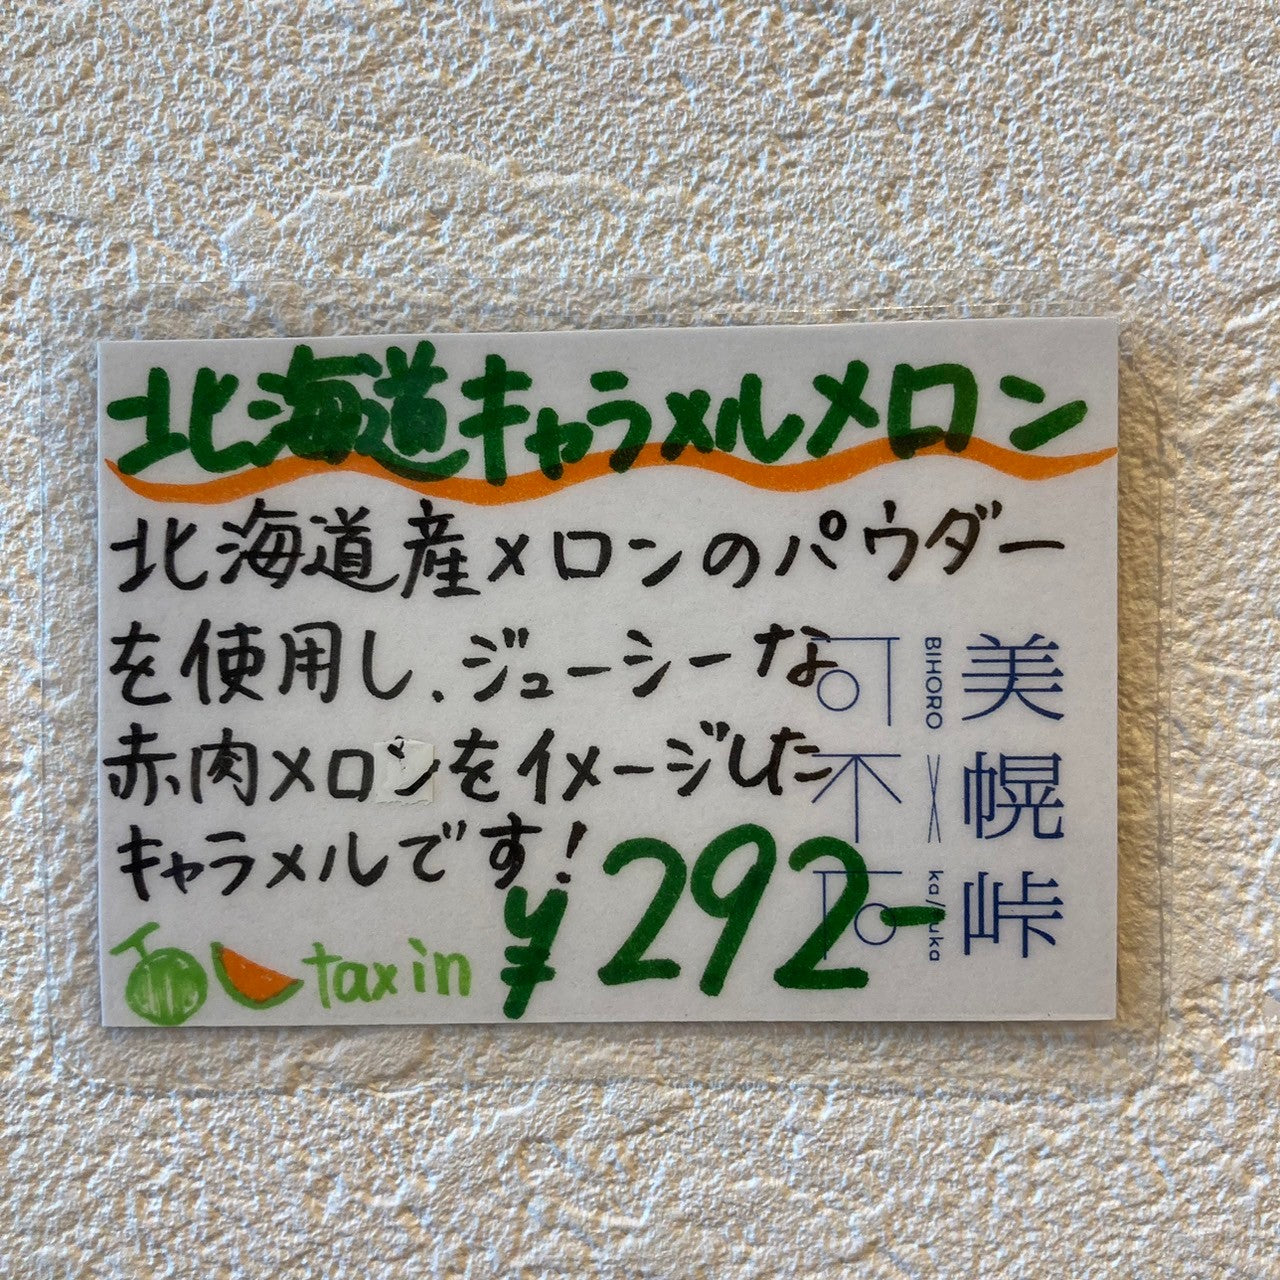 北海道キャラメルメロン
北海道産メロンのパウダー
を使用し、ジューシーな
赤肉メロンをイメージした
キャラメルです!
tax in
¥292-
美幌峠
BIHORO
可不可